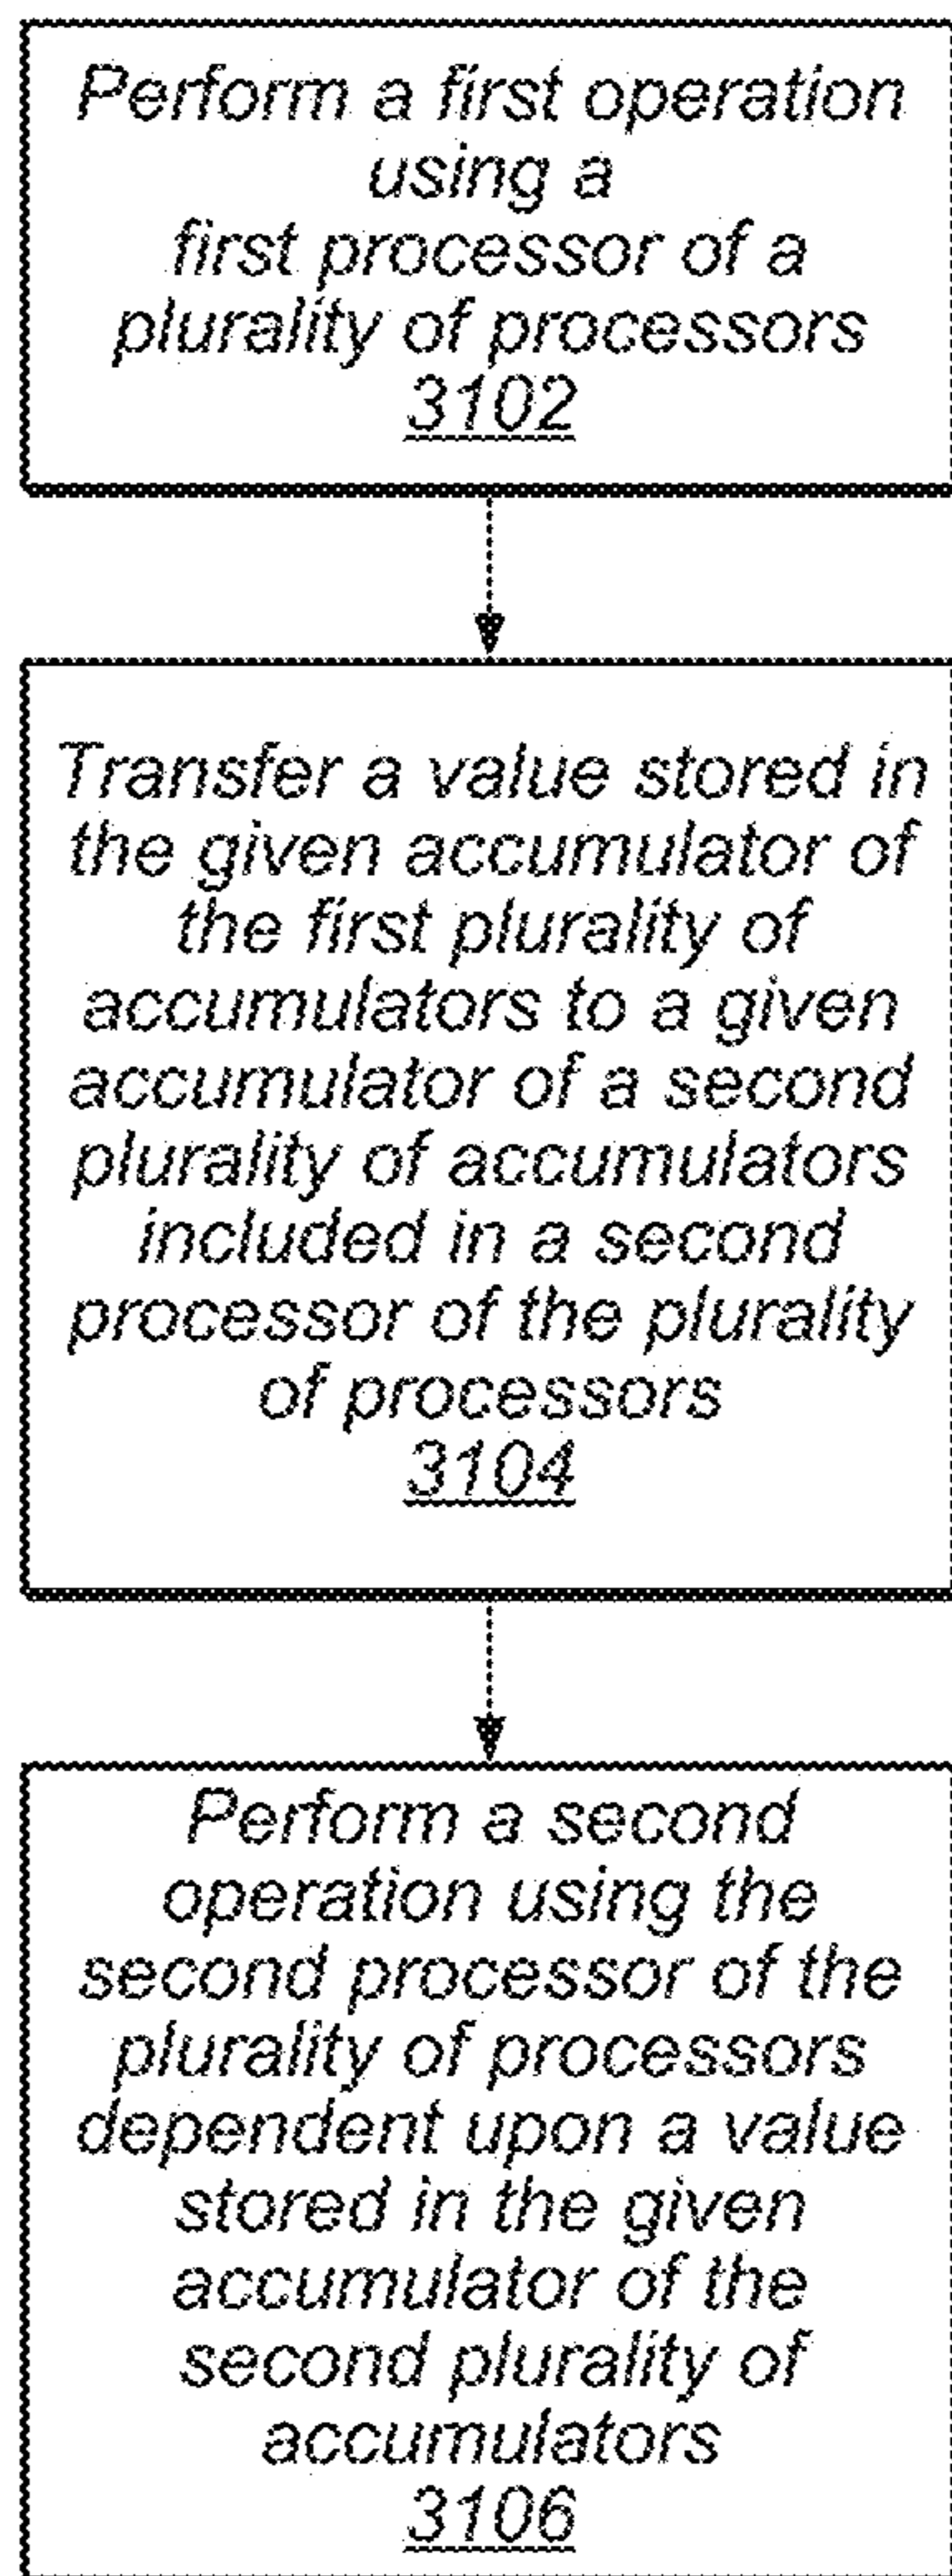 Perform a first operation
using a
first processor of a
plurality of processors
3102
Transfer a value stored in
the given accumulator of
the first plurality of
accumulators to a given
accumulator of a second
plurality of accumulators
included in a second
processor of the plurality
of processors
3104
Perform a second
operation using the
second processor of the
plurality of processors
dependent upon a value
stored in the given
accumulator of the
second plurality of
accumulators
3106